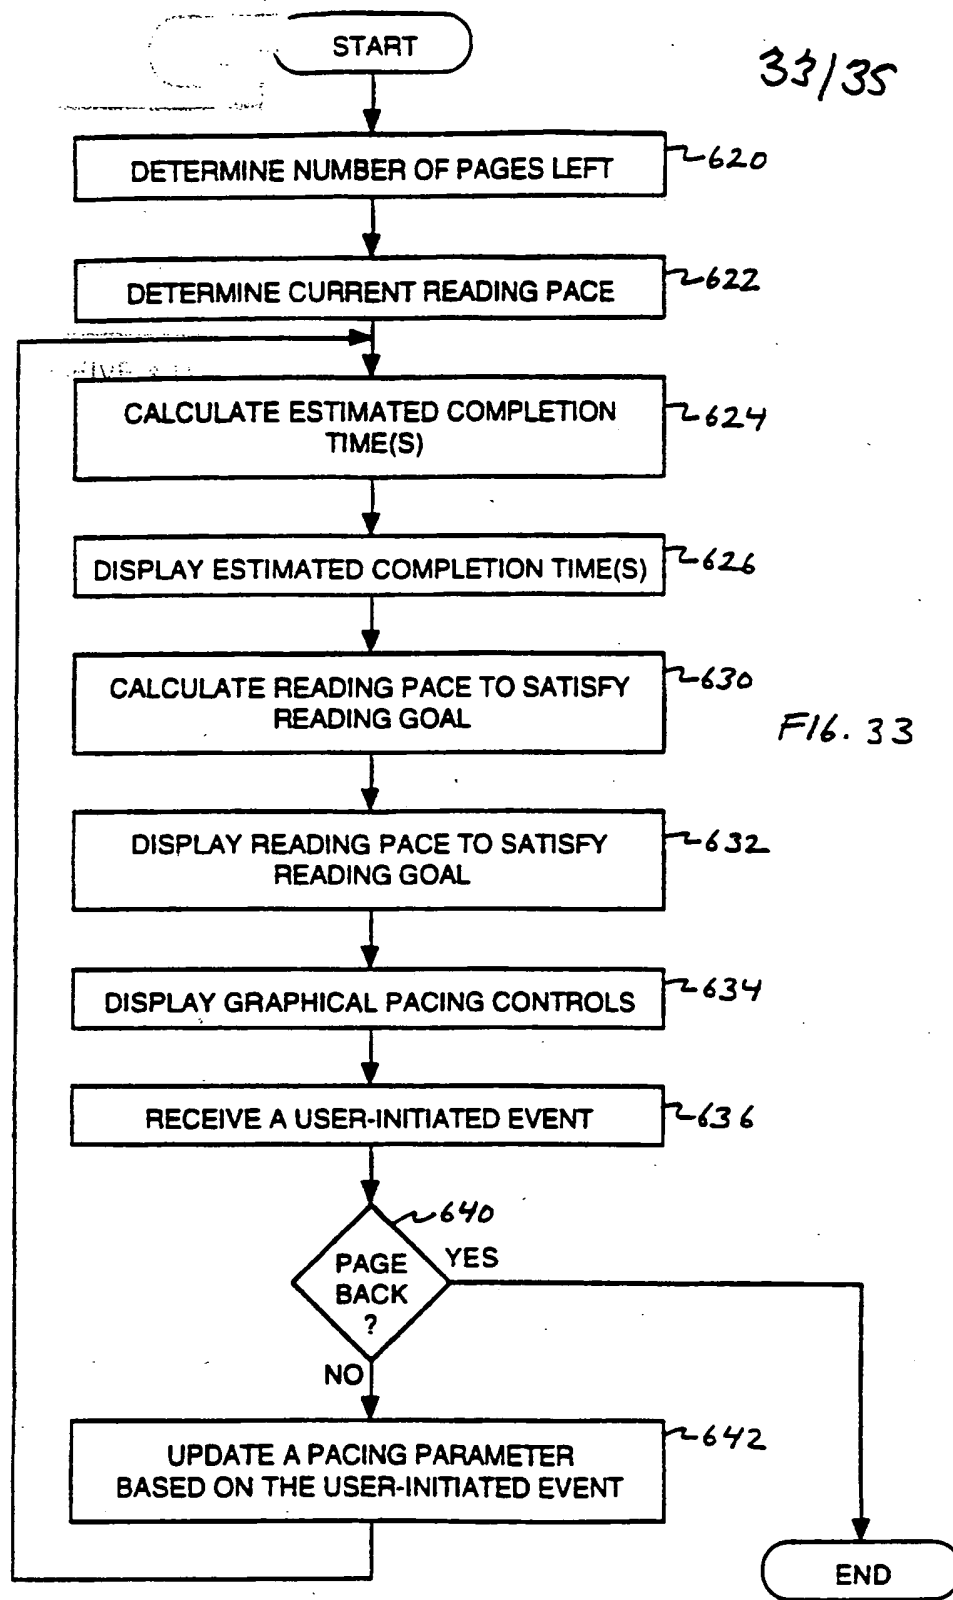 START
33/35
DETERMINE NUMBER OF PAGES LEFT
620
DETERMINE CURRENT READING PACE
622
CALCULATE ESTIMATED COMPLETION
TIME(S)
624
DISPLAY ESTIMATED COMPLETION TIME(S)
626
CALCULATE READING PACE TO SATISFY
READING GOAL
630
FIG. 33
DISPLAY READING PACE TO SATISFY
READING GOAL
632
DISPLAY GRAPHICAL PACING CONTROLS
634
RECEIVE A USER-INITIATED EVENT
636
640
PAGE
BACK
?
YES
NO
UPDATE A PACING PARAMETER
BASED ON THE USER-INITIATED EVENT
642
END